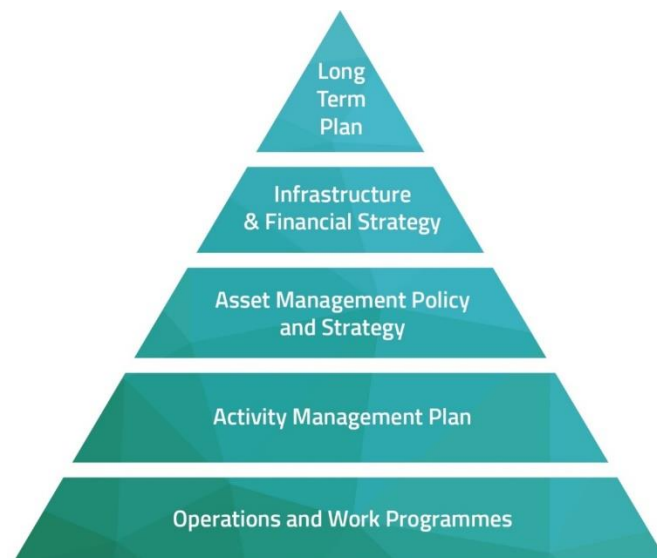 Long
Term
Plan
Infrastructure
& Financial Strategy
Asset Management Policy
and Strategy
Activity Management Plan
Operations and Work Programmes